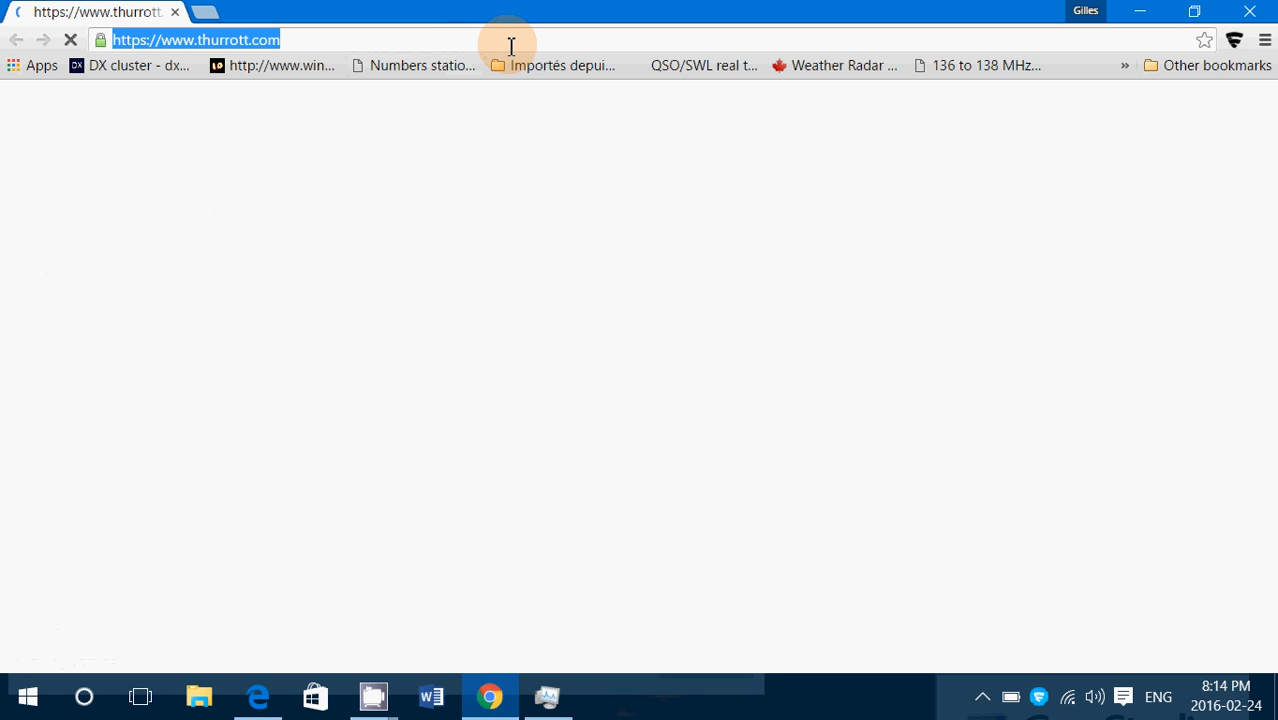 https://www.thurrott.
Gilles
https://www.thurrott.com
Apps
DX
DX cluster - dx...
http://www.win...
Numbers statio...
Importés depui...
QSO/SWL real t...
Weather Radar ...
136 to 138 MHz...
»
Other bookmarks
ENG
8:14 PM
2016-02-24